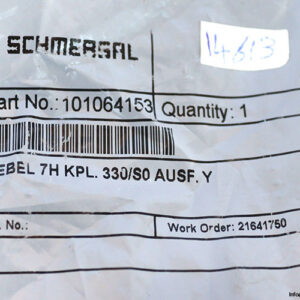 SCHMERSAL
14613
art No.: 101064153 Quantity: 1
EBEL 7H KPL. 330/S0 AUSF. Y
. No.:
Work Order: 21641750